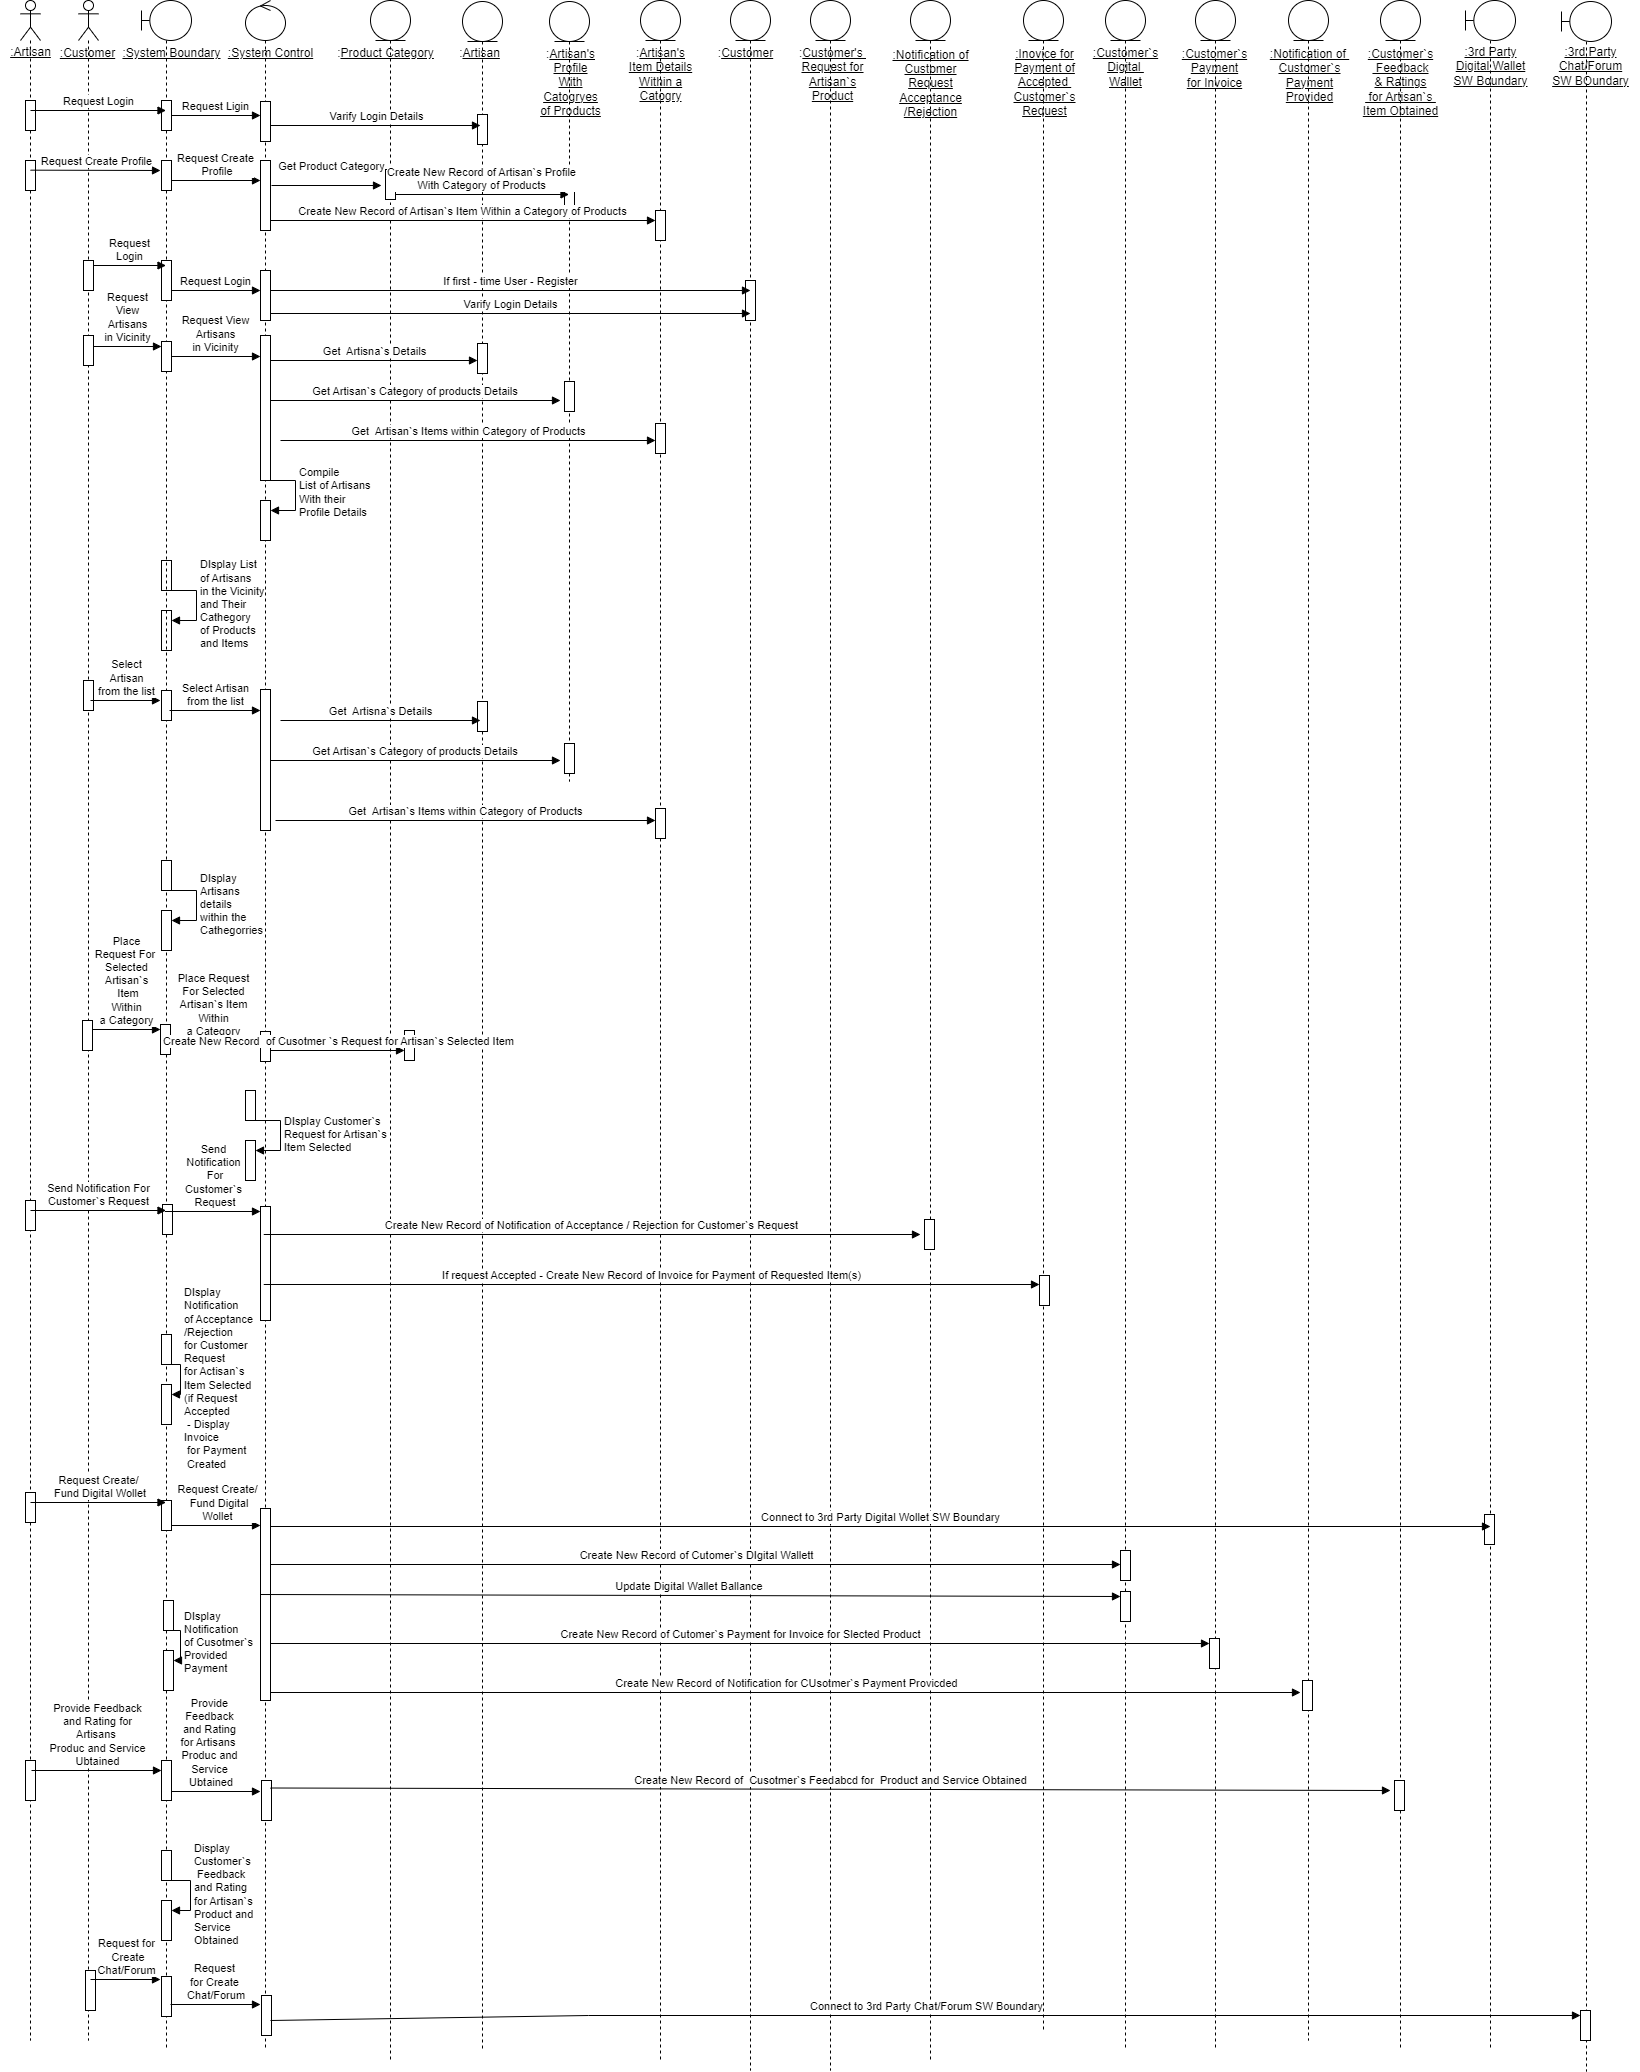 :Artisan
:Customer
:System Boundary
:System Control
:Product Category
:Artisan
:Artisan's
Profile
With
Catogryes
of Products
:Artisan's
Item Details
Within a
Catogry
:Customer
:Customer's
Request for
Artisan`s
Product
:Notification of
Custbmer
Request
Acceptance
/Rejection
:Inovice for
Payment of
Accepted
Customer`s
Request
:Customer`s
Digital
Wallet
:Customer`s
Payment
for Invoice
:Notification of
Customer`s
Payment
Provided
:Customer`s
Feedback
& Ratings
for Artisan`s
Item Obtained
:3rd Party
Digital Wallet
SW Boundary
:3rd Party
Chat/Forum
SW BOundary
Request Login
Request Ligin
Varify Login Details
Request Create Profile
Request Create
Profile
Get Product Category
Create New Record of Artisan`s Profile
With Category of Products
Create New Record of Artisan`s Item Within a Category of Products
Request
Login
Request Login
If first - time User - Register
Varify Login Details
Request
View
Artisans
in Vicinity
Request View
Artisans
in Vicinity
Get  Artisna`s Details
Get Artisan`s Category of products Details
Get  Artisan`s Items within Category of Products
Compile
List of Artisans
With their
Profile Details
DIsplay List
of Artisans
in the Vicinity
and Their
Cathegory
of Products
and Items
Select
Artisan
from the list
Select Artisan
from the list
Get  Artisna`s Details
Get Artisan`s Category of products Details
Get  Artisan`s Items within Category of Products
DIsplay
Artisans
details
within the
Cathegorries
Place
Request For
Selected
Artisan`s
Item
Within
a Category
Place Request
For Selected
Artisan`s Item
Within
a Category
Create New Record  of Cusotmer `s Request for Artisan`s Selected Item
DIsplay Customer`s
Request for Artisan`s
Item Selected
Send Notification For
Customer`s Request
Send
Notification
For
Customer`s
Request
Create New Record of Notification of Acceptance / Rejection for Customer`s Request
If request Accepted - Create New Record of Invoice for Payment of Requested Item(s)
DIsplay
Notification
of Acceptance
/Rejection
for Customer
Request
for Actisan`s
Item Selected
(if Request
Accepted
- Display
Invoice
for Payment
Created
Request Create/
Fund Digital Wollet
Request Create/
Fund Digital
Wollet
Connect to 3rd Party Digital Wollet SW Boundary
Create New Record of Cutomer`s DIgital Wallett
Update Digital Wallet Ballance
DIsplay
Notification
of Cusotmer`s
Provided
Payment
Create New Record of Cutomer`s Payment for Invoice for Slected Product
Create New Record of Notification for CUsotmer`s Payment Provicded
Provide Feedback
and Rating for
Artisans
Produc and Service
Ubtained
Provide
Feedback
and Rating
for Artisans
Produc and
Service
Ubtained
Create New Record of  Cusotmer`s Feedabcd for  Product and Service Obtained
Display
Customer`s
Feedback
and Rating
for Artisan`s
Product and
Service
Obtained
Request for
Create
Chat/Forum
Request
for Create
Chat/Forum
Connect to 3rd Party Chat/Forum SW Boundary